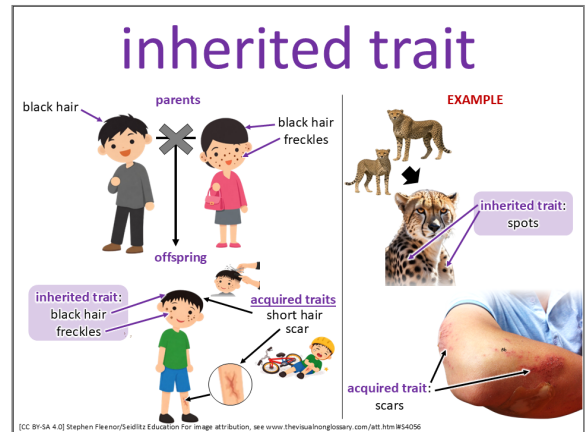 inherited trait
parents
black hair
black hair
freckles
offspring
inherited trait:
black hair
freckles
acquired traits
short hair
scar
EXAMPLE
inherited trait:
spots
acquired trait:
scars
[CC BY-SA 4.0] Stephen Fleenor/Seidlitz Education For image attribution, see www.thevisualnonglossary.com/att.html#S4056